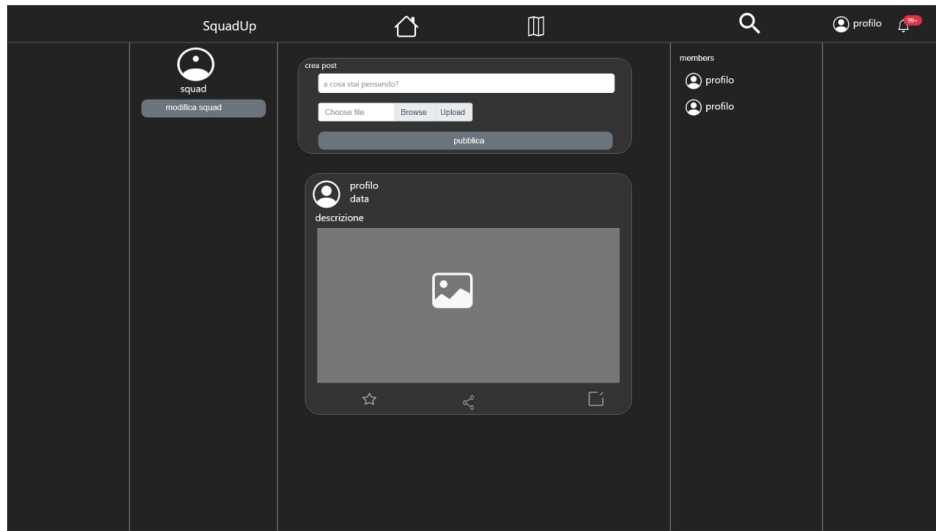 SquadUp
profilo
99+
squad
modifica squad
crea post
a cosa stai pensando?
Choose file Browse Upload
pubblica
profilo
data
descrizione
members
profilo
profilo